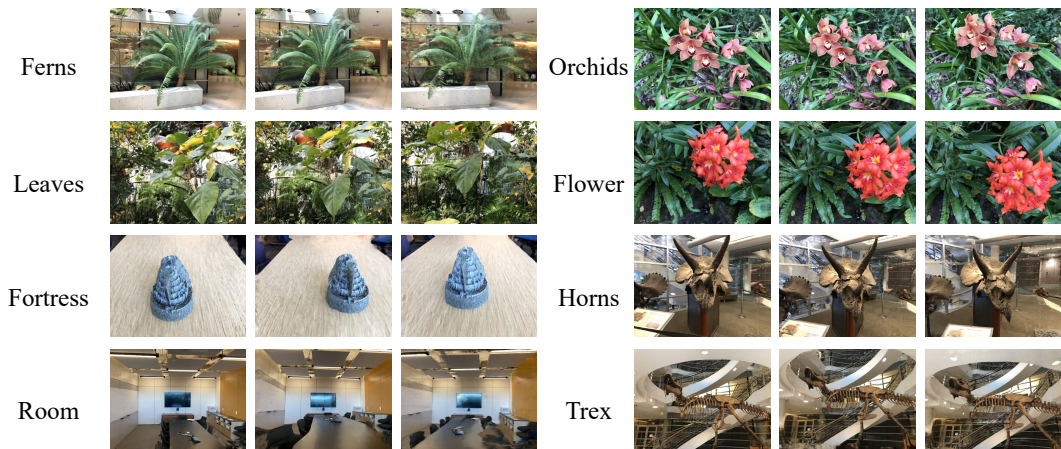 Ferns
Orchids
Leaves
Flower
Fortress
Horns
Room
Trex